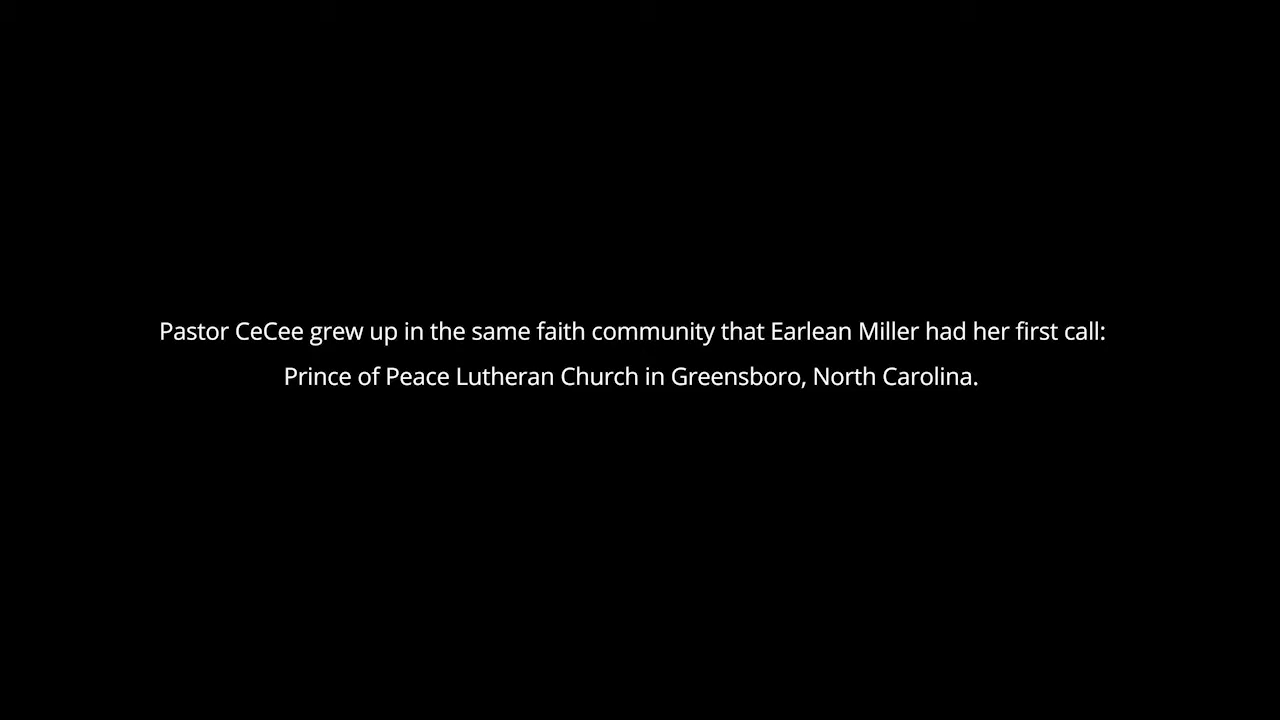 Pastor CeCee grew up in the same faith community that Earlean Miller had her first call:
Prince of Peace Lutheran Church in Greensboro, North Carolina.